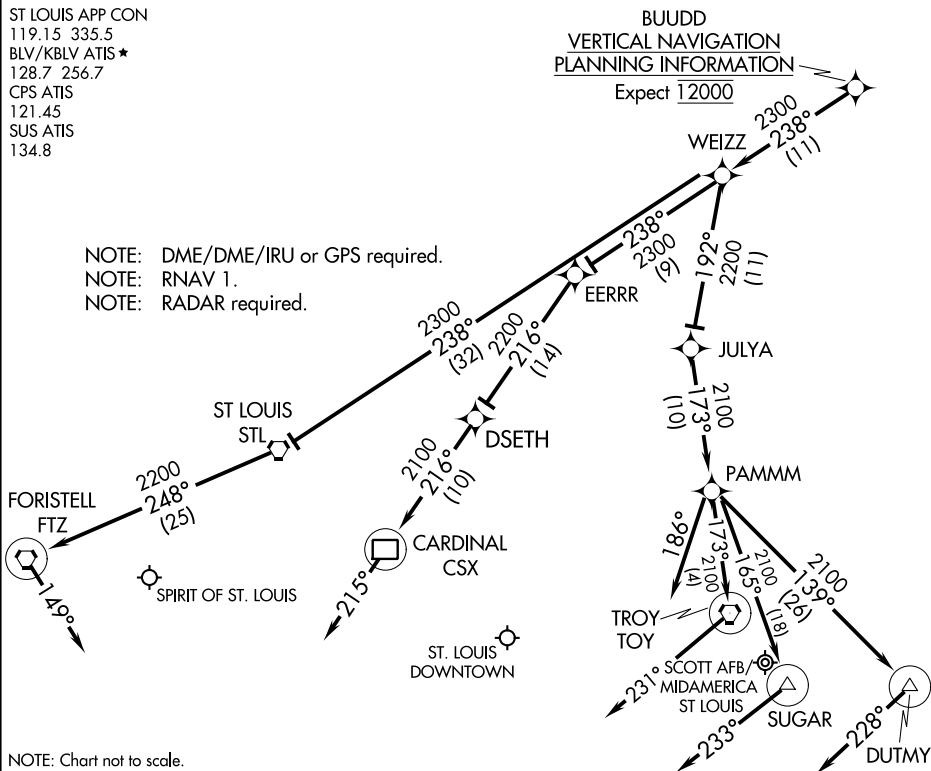 ST LOUIS APP CON
119.15 335.5
BLV/KBLV ATIS ★
128.7 256.7
CPS ATIS
121.45
SUS ATIS
134.8
BUUDD
VERTICAL NAVIGATION
PLANNING INFORMATION
Expect 12000
2300
238°
(11)
WEIZZ
NOTE: DME/DME/IRU or GPS required.
NOTE: RNAV 1.
NOTE: RADAR required.
238°
2300
(9)
192°
2200
(11)
EERRR
2300
238°
(32)
2200
216°
(14)
JULYA
2100
173°
(10)
ST LOUIS
STL
DSETH
2100
216°
(10)
PAMMM
2200
248°
(25)
FORISTELL
FTZ
149°
SPIRIT OF ST. LOUIS
CARDINAL
CSX
215°
186°
173°
2100
(4)
2100
165°
(18)
2100
139°
(26)
TROY
TOY
ST. LOUIS
DOWNTOWN
SCOTT AFB/
MIDAMERICA
ST LOUIS
231°
SUGAR
233°
DUTMY
228°
NOTE: Chart not to scale.